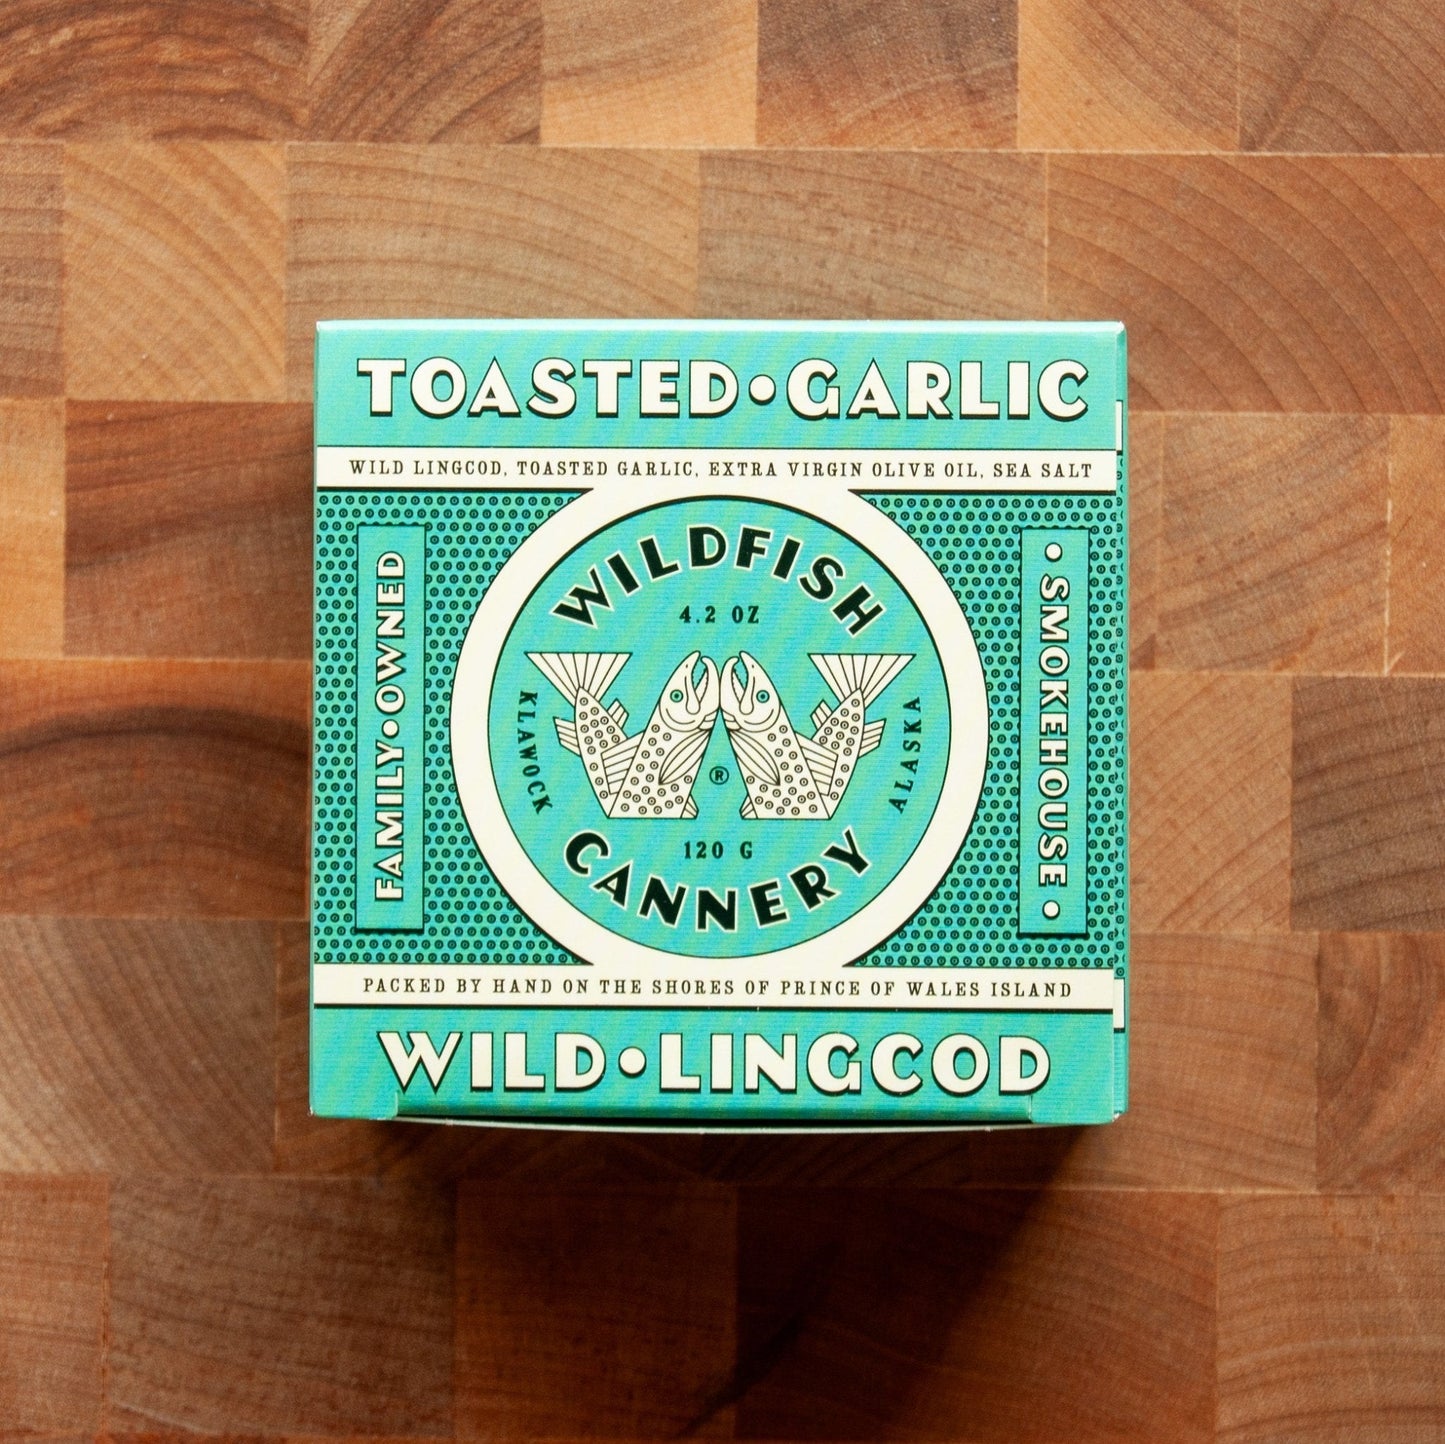 TOASTED•GARLIC
WILD LINGCOD, TOASTED GARLIC, EXTRA VIRGIN OLIVE OIL, SEA SALT
FAMILY•OWNED
WILDFISH
4.2 OZ
KLAWOCK
ALASKA
®
120 G
CANNERY
• SMOKEHOUSE •
PACKED BY HAND ON THE SHORES OF PRINCE OF WALES ISLAND
WILD•LINGCOD